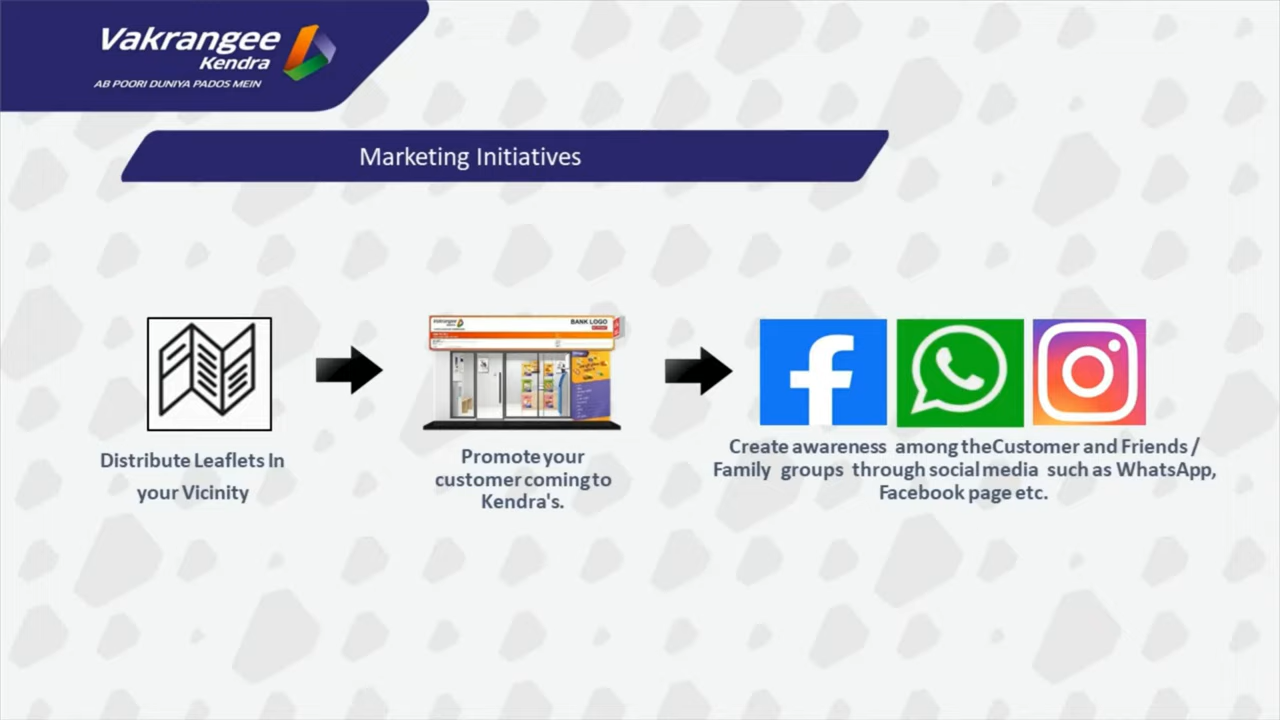 Vakrangee
Kendra
AB POORI DUNIYA PADOS MEIN
Marketing Initiatives
Vakrangee
BANK LOGO
Distribute Leaflets In
your Vicinity
Promote your
customer coming to
Kendra's.
Create awareness among theCustomer and Friends /
Family groups through social media such as WhatsApp,
Facebook page etc.